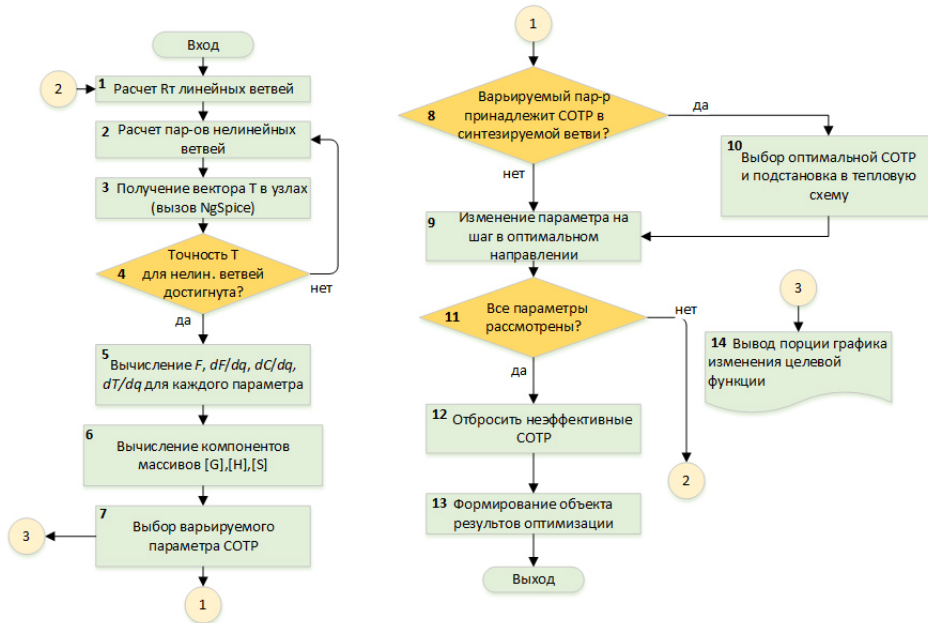 Вход
2
1 Расчет Rт линейных ветвей
2 Расчет пар-ов нелинейных
ветвей
3 Получение вектора Т в узлах
(вызов NgSpice)
Точность Т
4 для нелин. ветвей
достигнута?
нет
да
5
Вычисление F, dF/dq, dC/dq,
dT/dq для каждого параметра
6
Вычисление компонентов
массивов [G],[H],[S]
7
Выбор варьируемого
параметра СОТР
3
1
1
Варьируемый пар-р
8 принадлежит СОТР в
синтезируемой ветви?
да
нет
10
Выбор оптимальной СОТР
и подстановка в тепловую
схему
9 Изменение параметра на
шаг в оптимальном
направлении
11 Все параметры
рассмотрены?
нет
да
12 Отбросить неэффективные
СОТР
2
13 Формирование объекта
результов оптимизации
Выход
3
14 Вывод порции графика
изменения целевой
функции